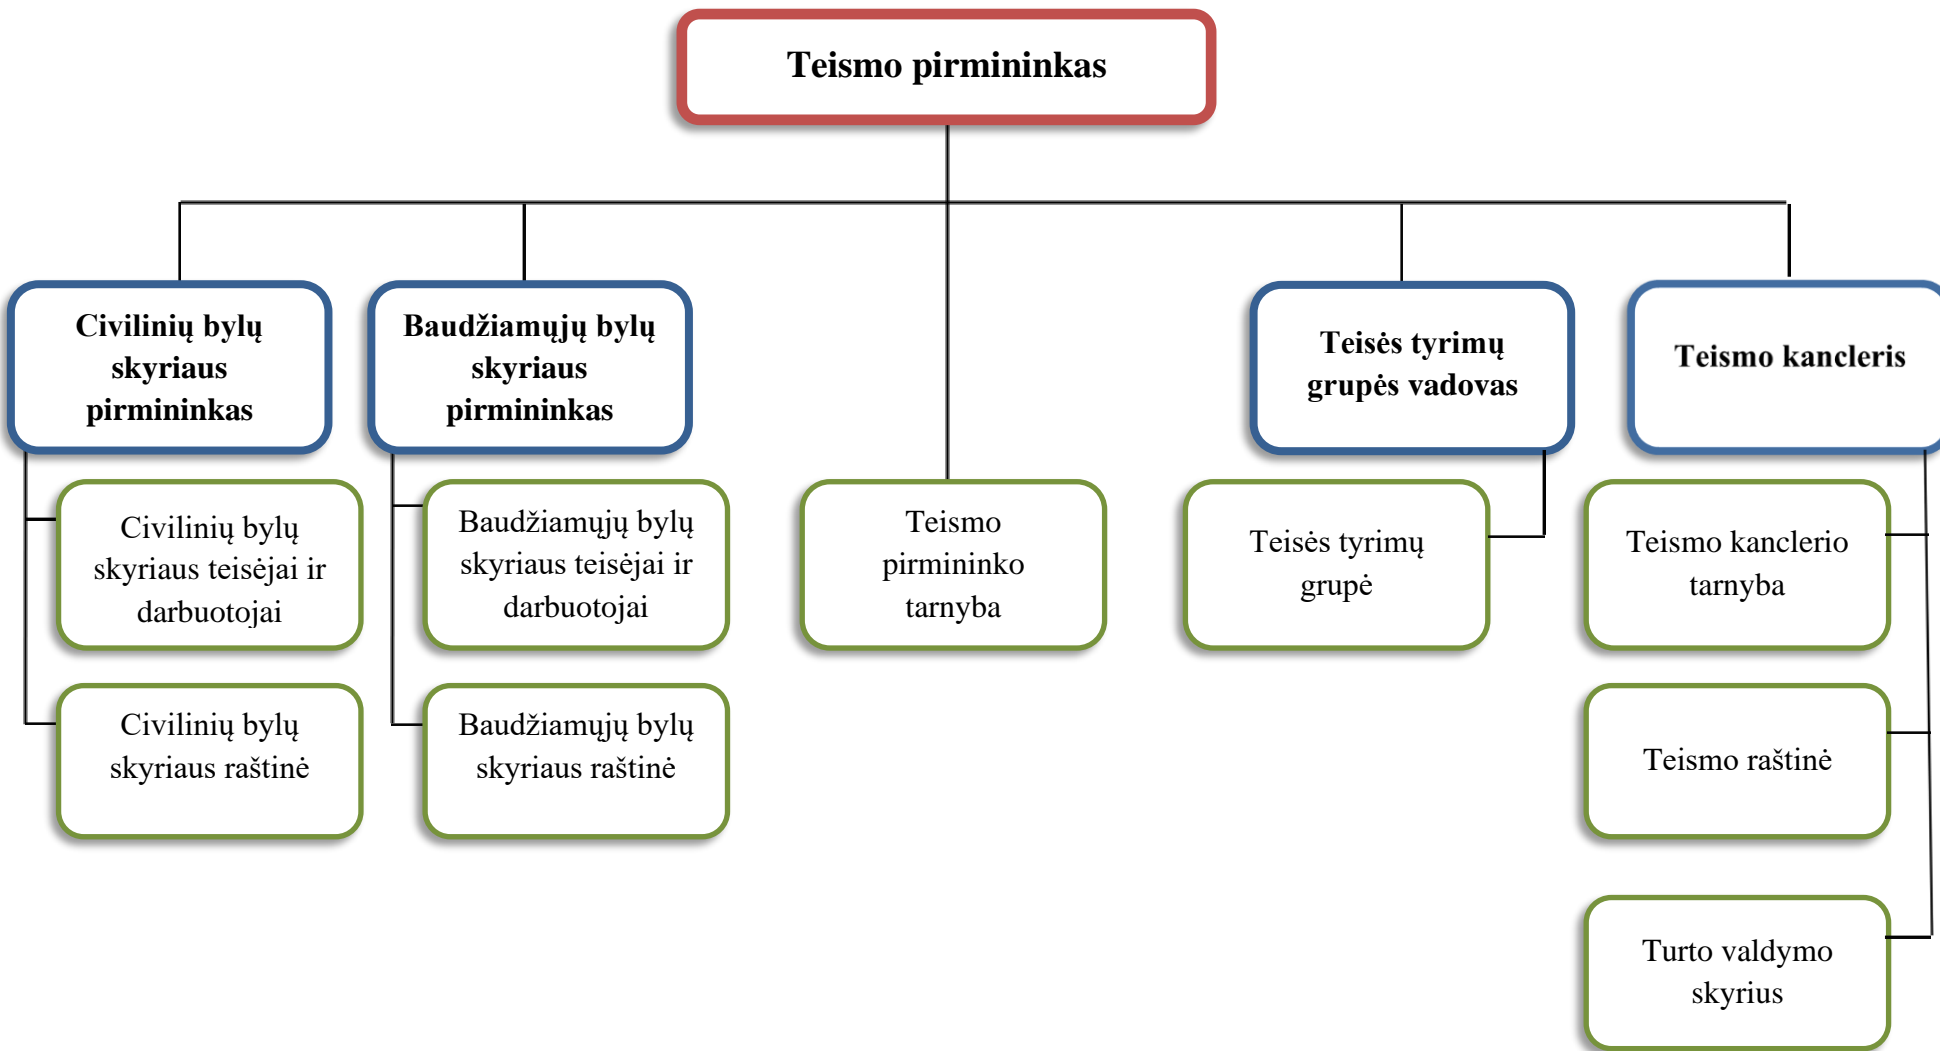 Teismo pirmininkas
Civilinių bylų
skyriaus
pirmininkas
Baudžiamųjų bylų
skyriaus
pirmininkas
Teisės tyrimų
grupės vadovas
Teismo kancleris
Civilinių bylų
skyriaus teisėjai ir
darbuotojai
Baudžiamųjų bylų
skyriaus teisėjai ir
darbuotojai
Teismo
pirmininko
tarnyba
Teisės tyrimų
grupė
Teismo kanclerio
tarnyba
Civilinių bylų
skyriaus raštinė
Baudžiamųjų bylų
skyriaus raštinė
Teismo raštinė
Turto valdymo
skyrius